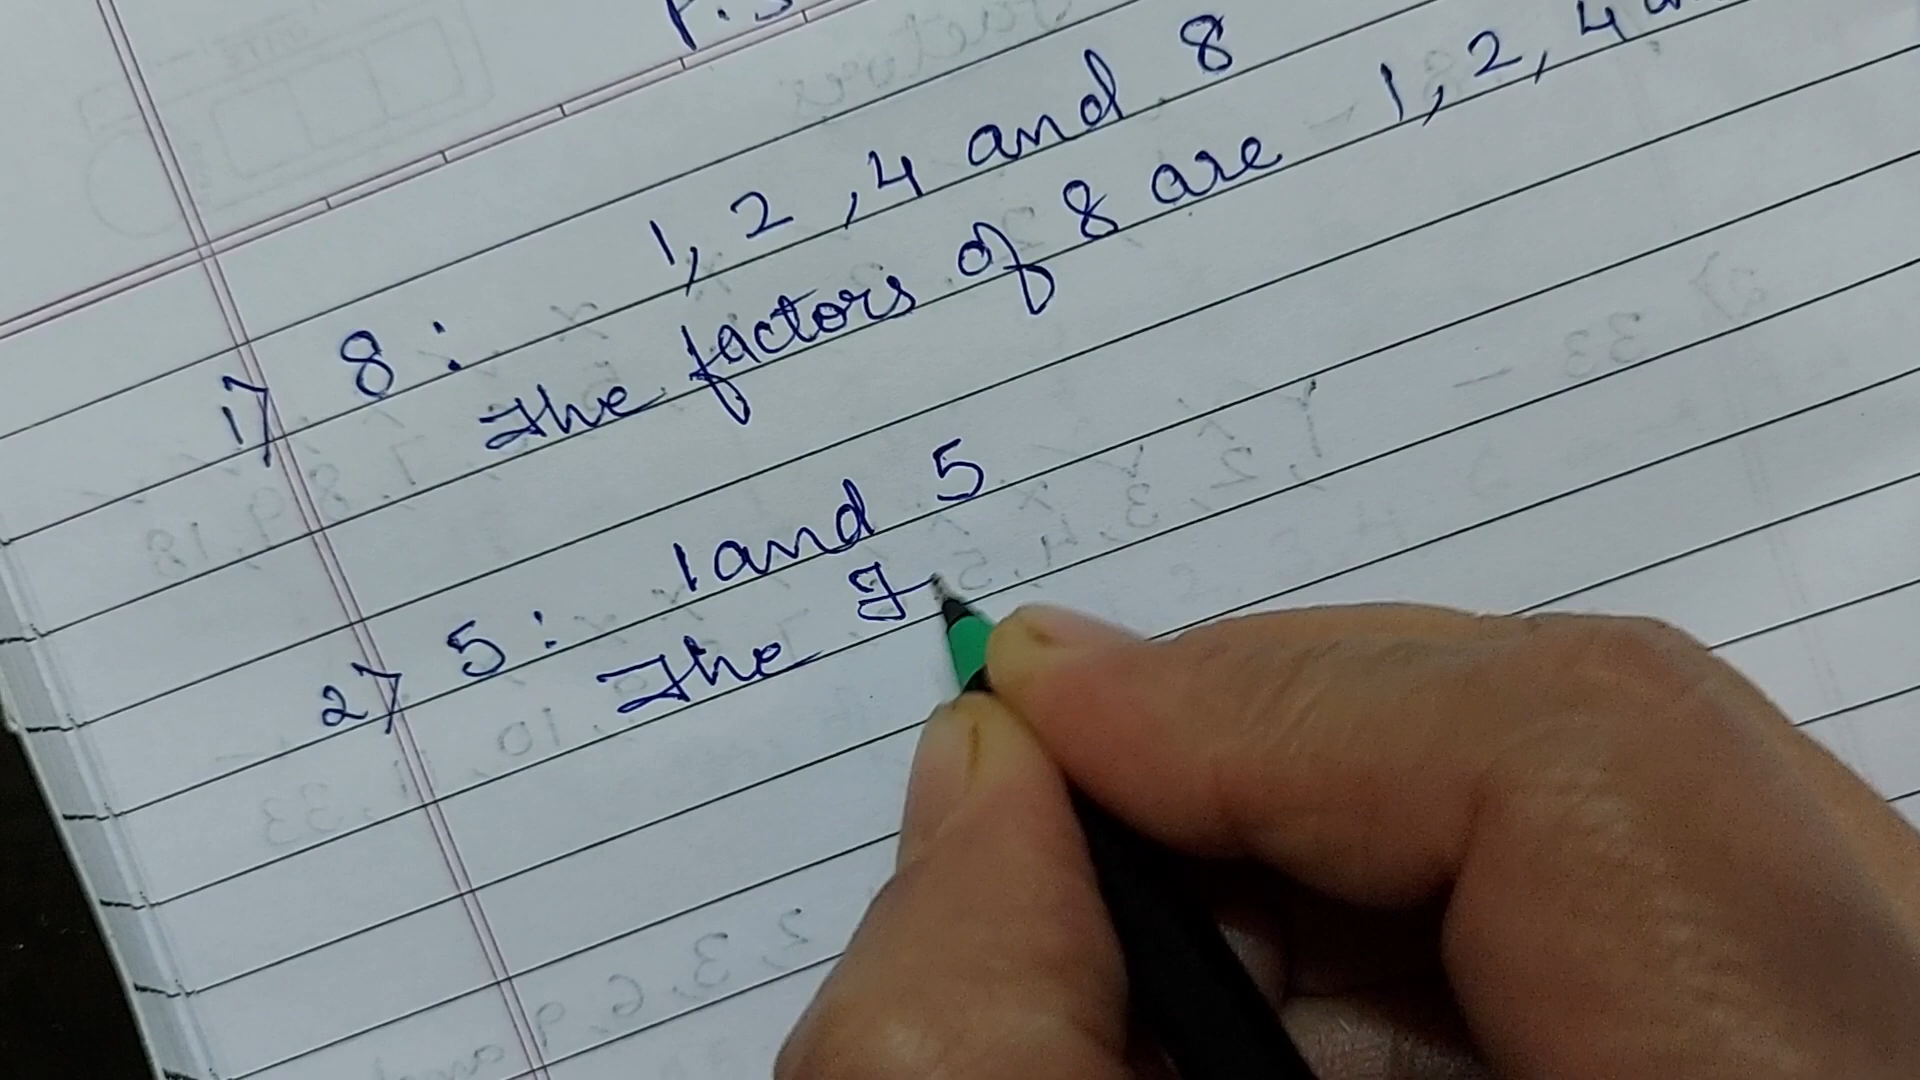 1) 8: 1, 2, 4 and 8
The factors of 8 are - 1, 2, 4
2) 5: 1 and 5
The